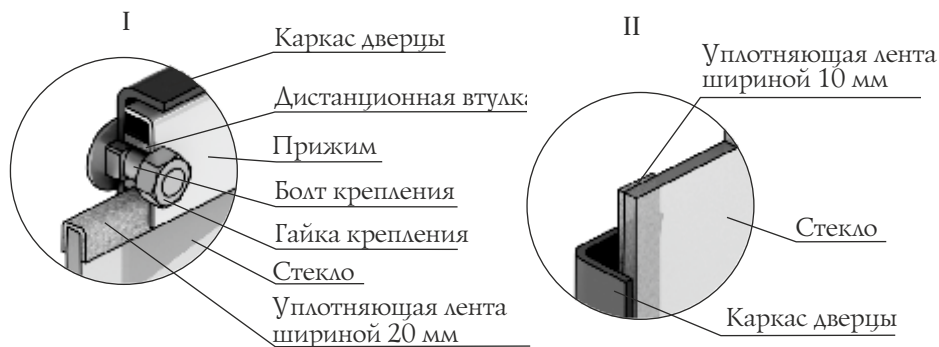 I
Каркас дверцы
Дистанционная втулка
Прижим
Болт крепления
Гайка крепления
Стекло
Уплотняющая лента
шириной 20 мм
II
Уплотняющая лента
шириной 10 мм
Стекло
Каркас дверцы